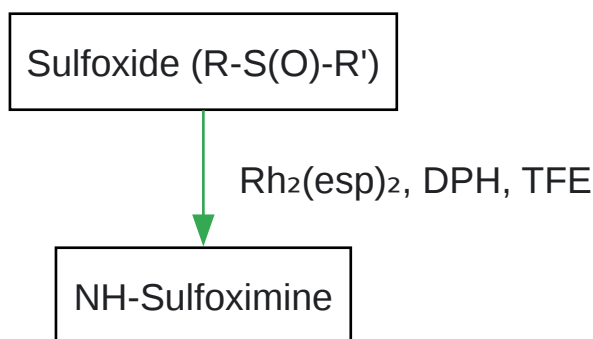 Sulfoxide (R-S(O)-R')
Rh₂(esp)₂, DPH, TFE
NH-Sulfoximine